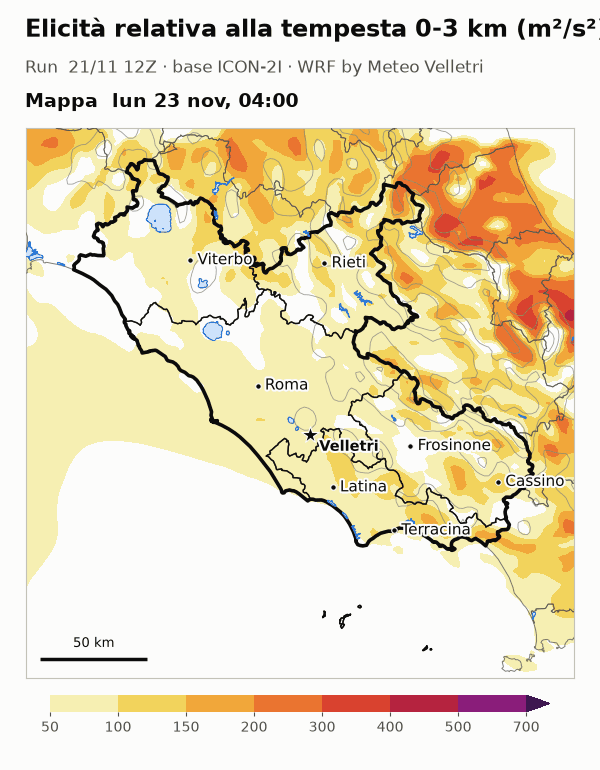 Elicità relativa alla tempesta 0-3 km (m²/s²)
Run 21/11 12Z · base ICON-2I · WRF by Meteo Velletri
Mappa lun 23 nov, 04:00
Viterbo
Rieti
Roma
Velletri
Frosinone
Latina
Cassino
Terracina
50 km
50 100 150 200 300 400 500 700